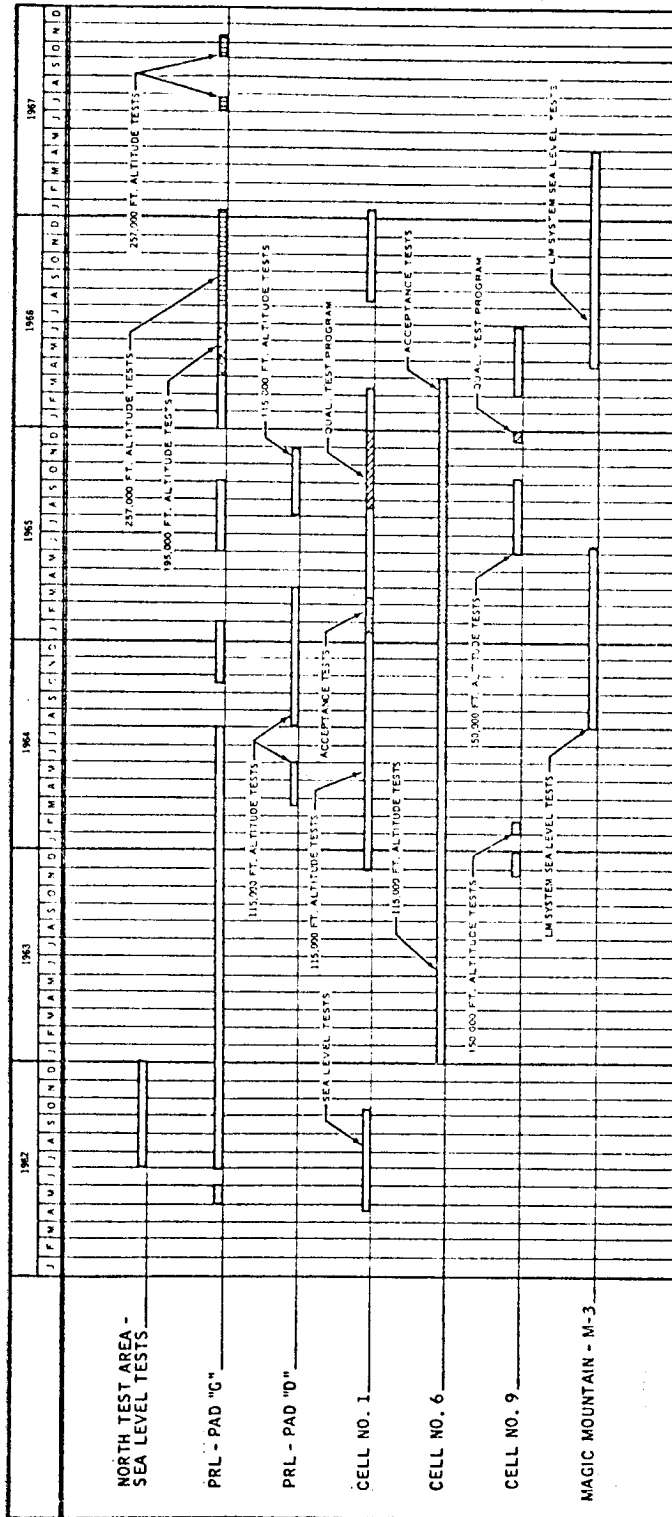 1962 1963 1964 1965 1966 1967
J F M A M J J A S O N D J F M A M J J A S O N D J F M A M J J A S O N D J F M A M J J A S O N D J F M A M J J A S O N D J F M A M J J A S O N D
NORTH TEST AREA -
SEA LEVEL TESTS
PRL - PAD "G"
257,000 FT. ALTITUDE TESTS
257,000 FT. ALTITUDE TESTS
195,000 FT. ALTITUDE TESTS
PRL - PAD "D"
115,000 FT. ALTITUDE TESTS
115,000 FT. ALTITUDE TESTS
CELL NO. 1
SEA LEVEL TESTS
115,000 FT. ALTITUDE TESTS
ACCEPTANCE TESTS
QUAL. TEST PROGRAM
CELL NO. 6
115,000 FT. ALTITUDE TESTS
ACCEPTANCE TESTS
CELL NO. 9
150,000 FT. ALTITUDE TESTS
150,000 FT. ALTITUDE TESTS
QUAL. TEST PROGRAM
MAGIC MOUNTAIN - M-3
LM SYSTEM SEA LEVEL TESTS
LM SYSTEM SEA LEVEL TESTS